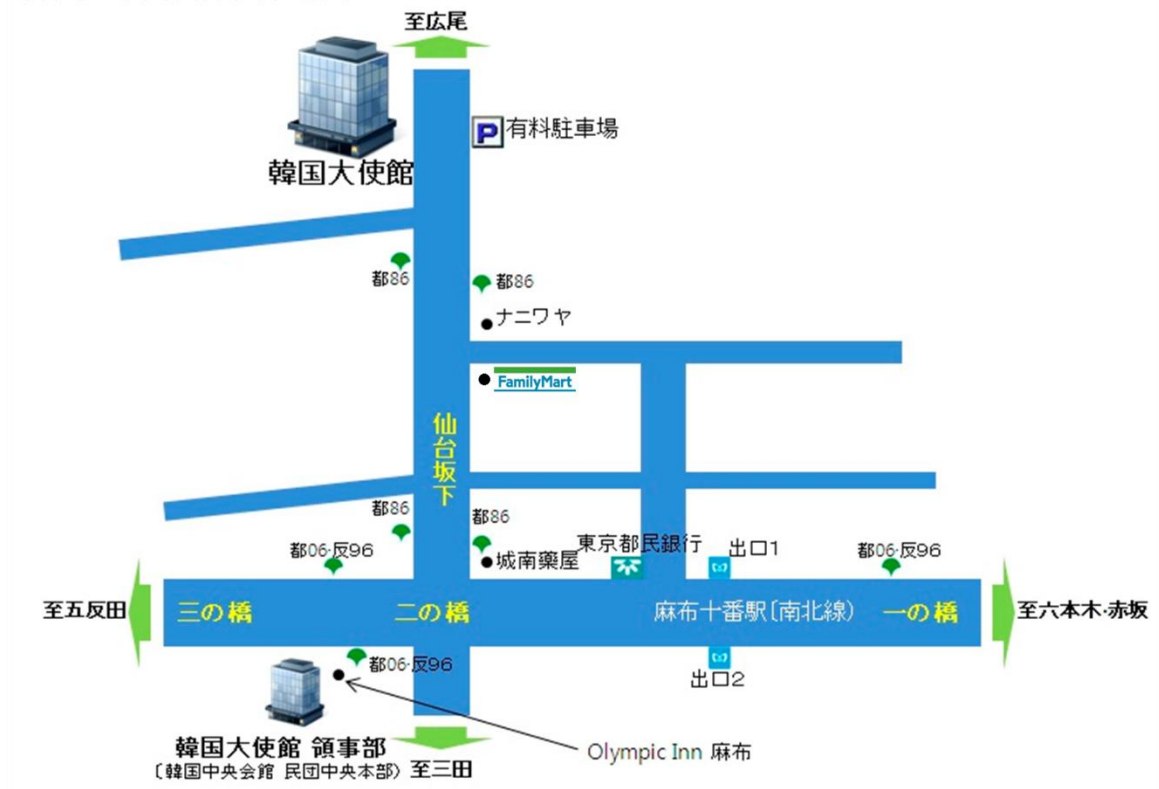 至広尾
P 有料駐車場
韓国大使館
都86
都86
ナニワヤ
FamilyMart
仙台坂下
都86
都86
都06·反96
城南藥屋
東京都民銀行
出口1
都06·反96
至五反田
三の橋
二の橋
麻布十番駅〔南北線〕
一の橋
至六本木·赤坂
都06·反96
出口2
韓国大使館 領事部
〔韓国中央会館 民団中央本部〕
至三田
Olympic Inn 麻布